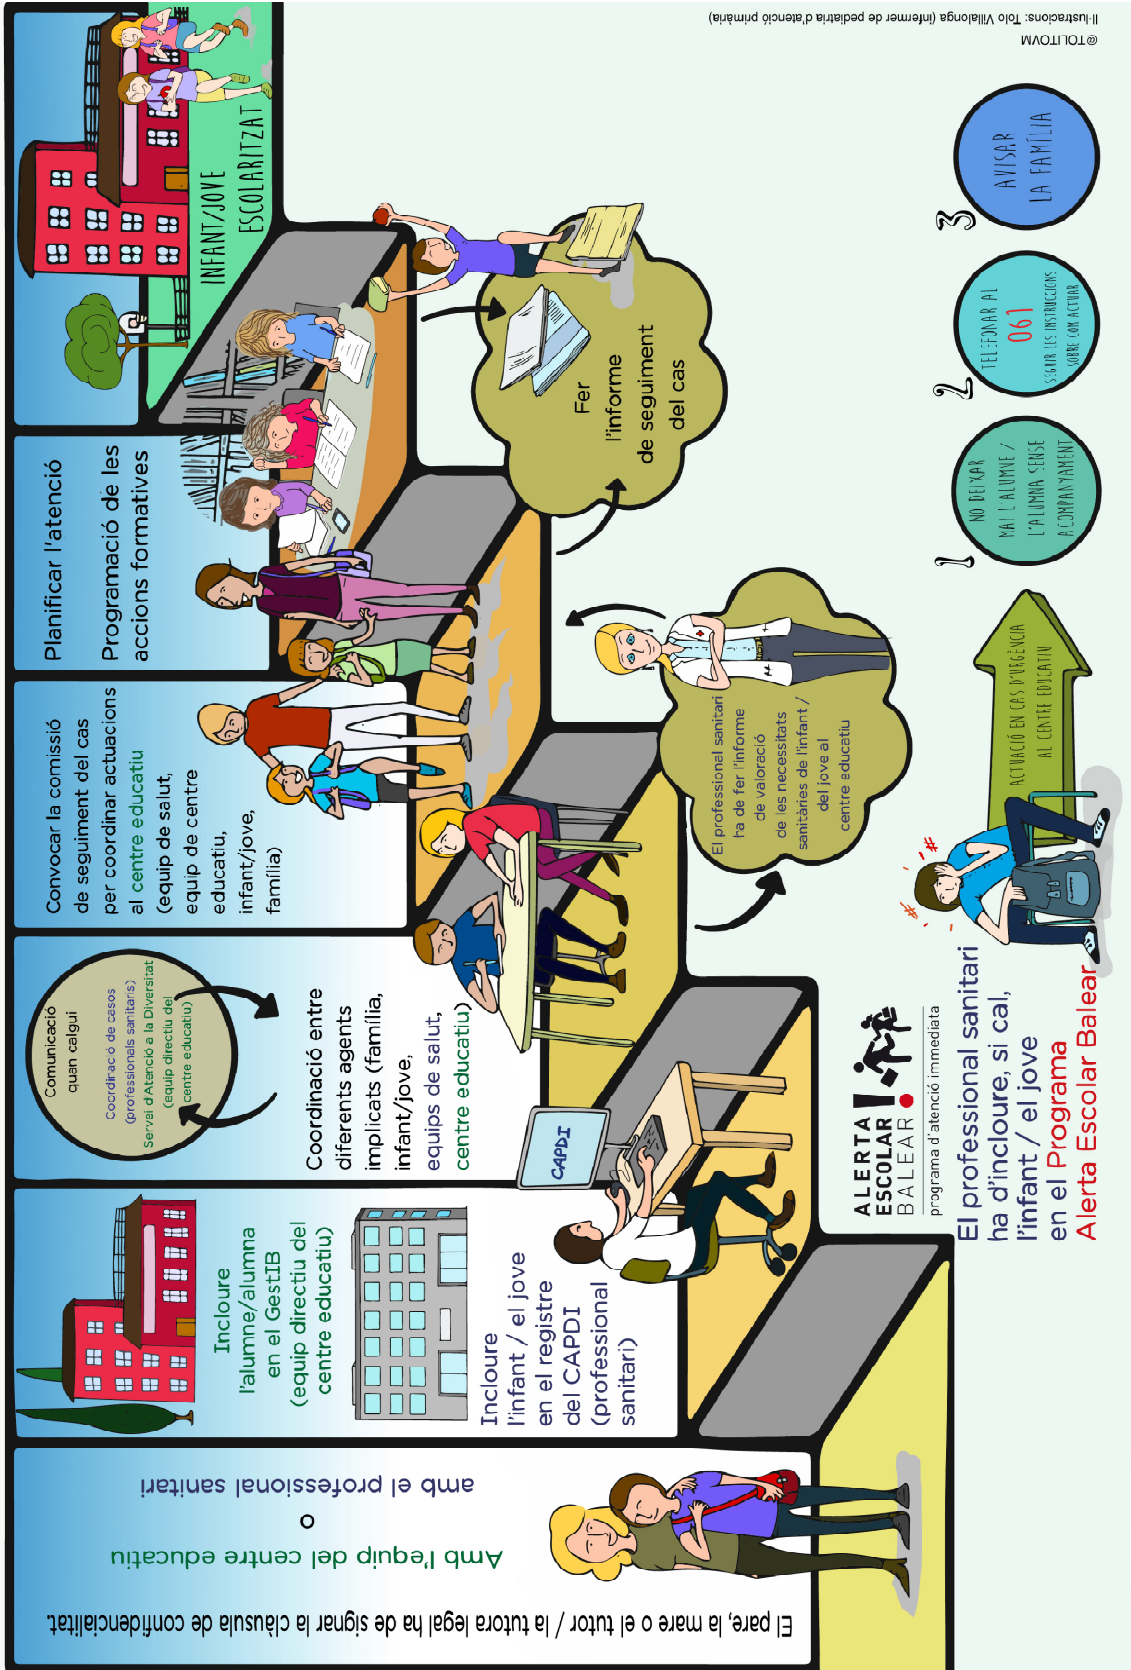 El pare, la mare o el tutor / la tutora legal ha de signar la clàusula de confidencialitat.
Amb l'equip del centre educatiu
o
amb el professional sanitari
Incloure
l'alumne/alumna
en el GestIB
(equip directiu del
centre educatiu)
Incloure
l'infant / el jove
en el registre
del CAPDI
(professional
sanitari)
CAPDI
Comunicació
quan calgui
Coordinació de casos
(professionals sanitaris)
Servei d'Atenció a la Diversitat
(equip directiu del
centre educatiu)
Coordinació entre
diferents agents
implicats (família,
infant/jove,
equips de salut,
centre educatiu)
Convocar la comissió
de seguiment del cas
per coordinar actuacions
al centre educatiu
(equip de salut,
equip de centre
educatiu,
infant/jove,
família)
Planificar l'atenció
Programació de les
accions formatives
INFANT/JOVE
ESCOLARITZAT
El professional sanitari
ha de fer l'informe
de valoració
de les necessitats
sanitàries de l'infant /
del jove al
centre educatiu
Fer
l'informe
de seguiment
del cas
ALERTA
ESCOLAR
BALEAR
programa d'atenció immediata
El professional sanitari
ha d'incloure, si cal,
l'infant / el jove
en el Programa
Alerta Escolar Balear
ACTUACIÓ EN CAS D'URGÈNCIA
AL CENTRE EDUCATIU
1
NO DEIXAR
MAI L'ALUMNE /
L'ALUMNA SENSE
ACOMPANYAMENT
2
TELEFONAR AL
061
SEGUIR LES INSTRUCCIONS
SOBRE COM ACTUAR
3
AVISAR
LA FAMÍLIA
@TOLITOVM
Il·lustracions: Tolo Villalonga (infermer de pediatria d'atenció primària)